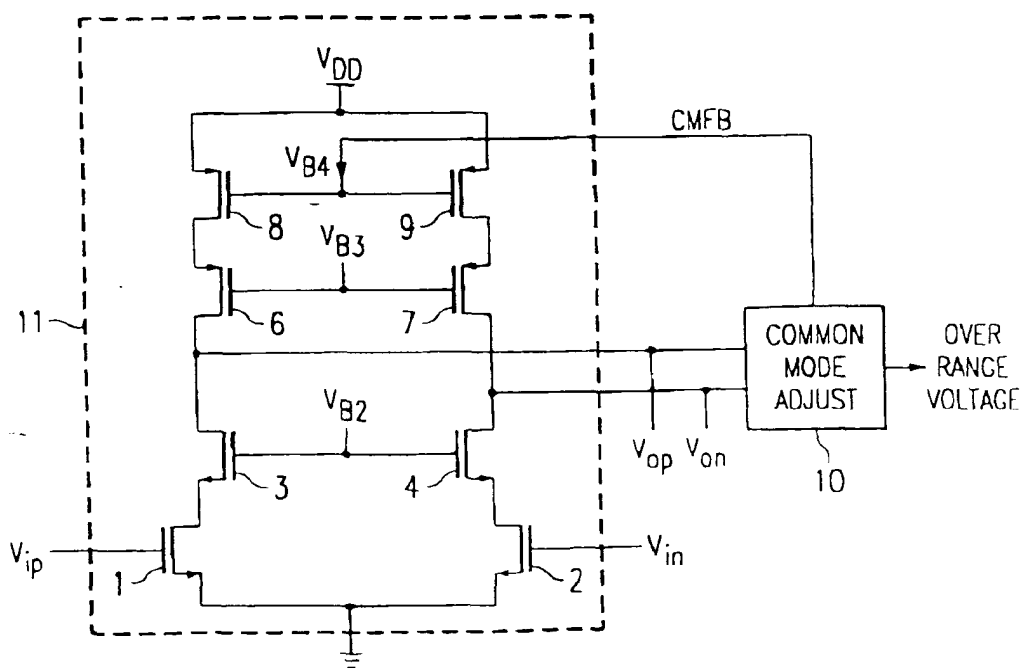 V_DD
CMFB
V_B4
8
9
V_B3
11
6
7
COMMON
MODE
ADJUST
OVER
RANGE
VOLTAGE
V_B2
V_op
V_on
10
3
4
V_ip
V_in
1
2